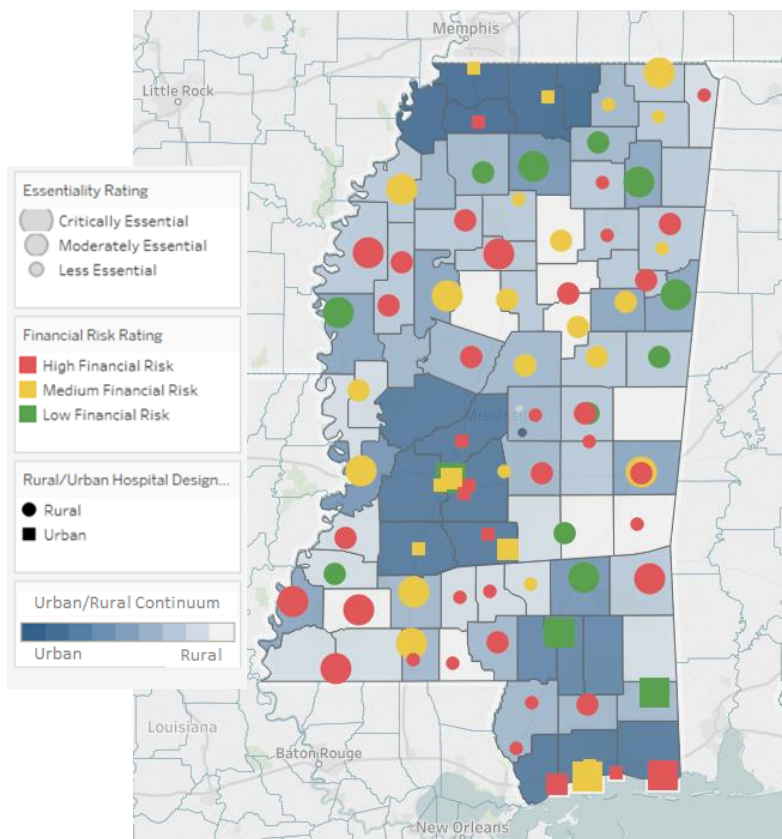 Memphis
Little Rock
Essentiality Rating
Critically Essential
Moderately Essential
Less Essential
Financial Risk Rating
High Financial Risk
Medium Financial Risk
Low Financial Risk
Mississippi
Rural/Urban Hospital Design...
Rural
Urban
Urban/Rural Continuum
Urban
Rural
Louisiana
Baton Rouge
New Orleans